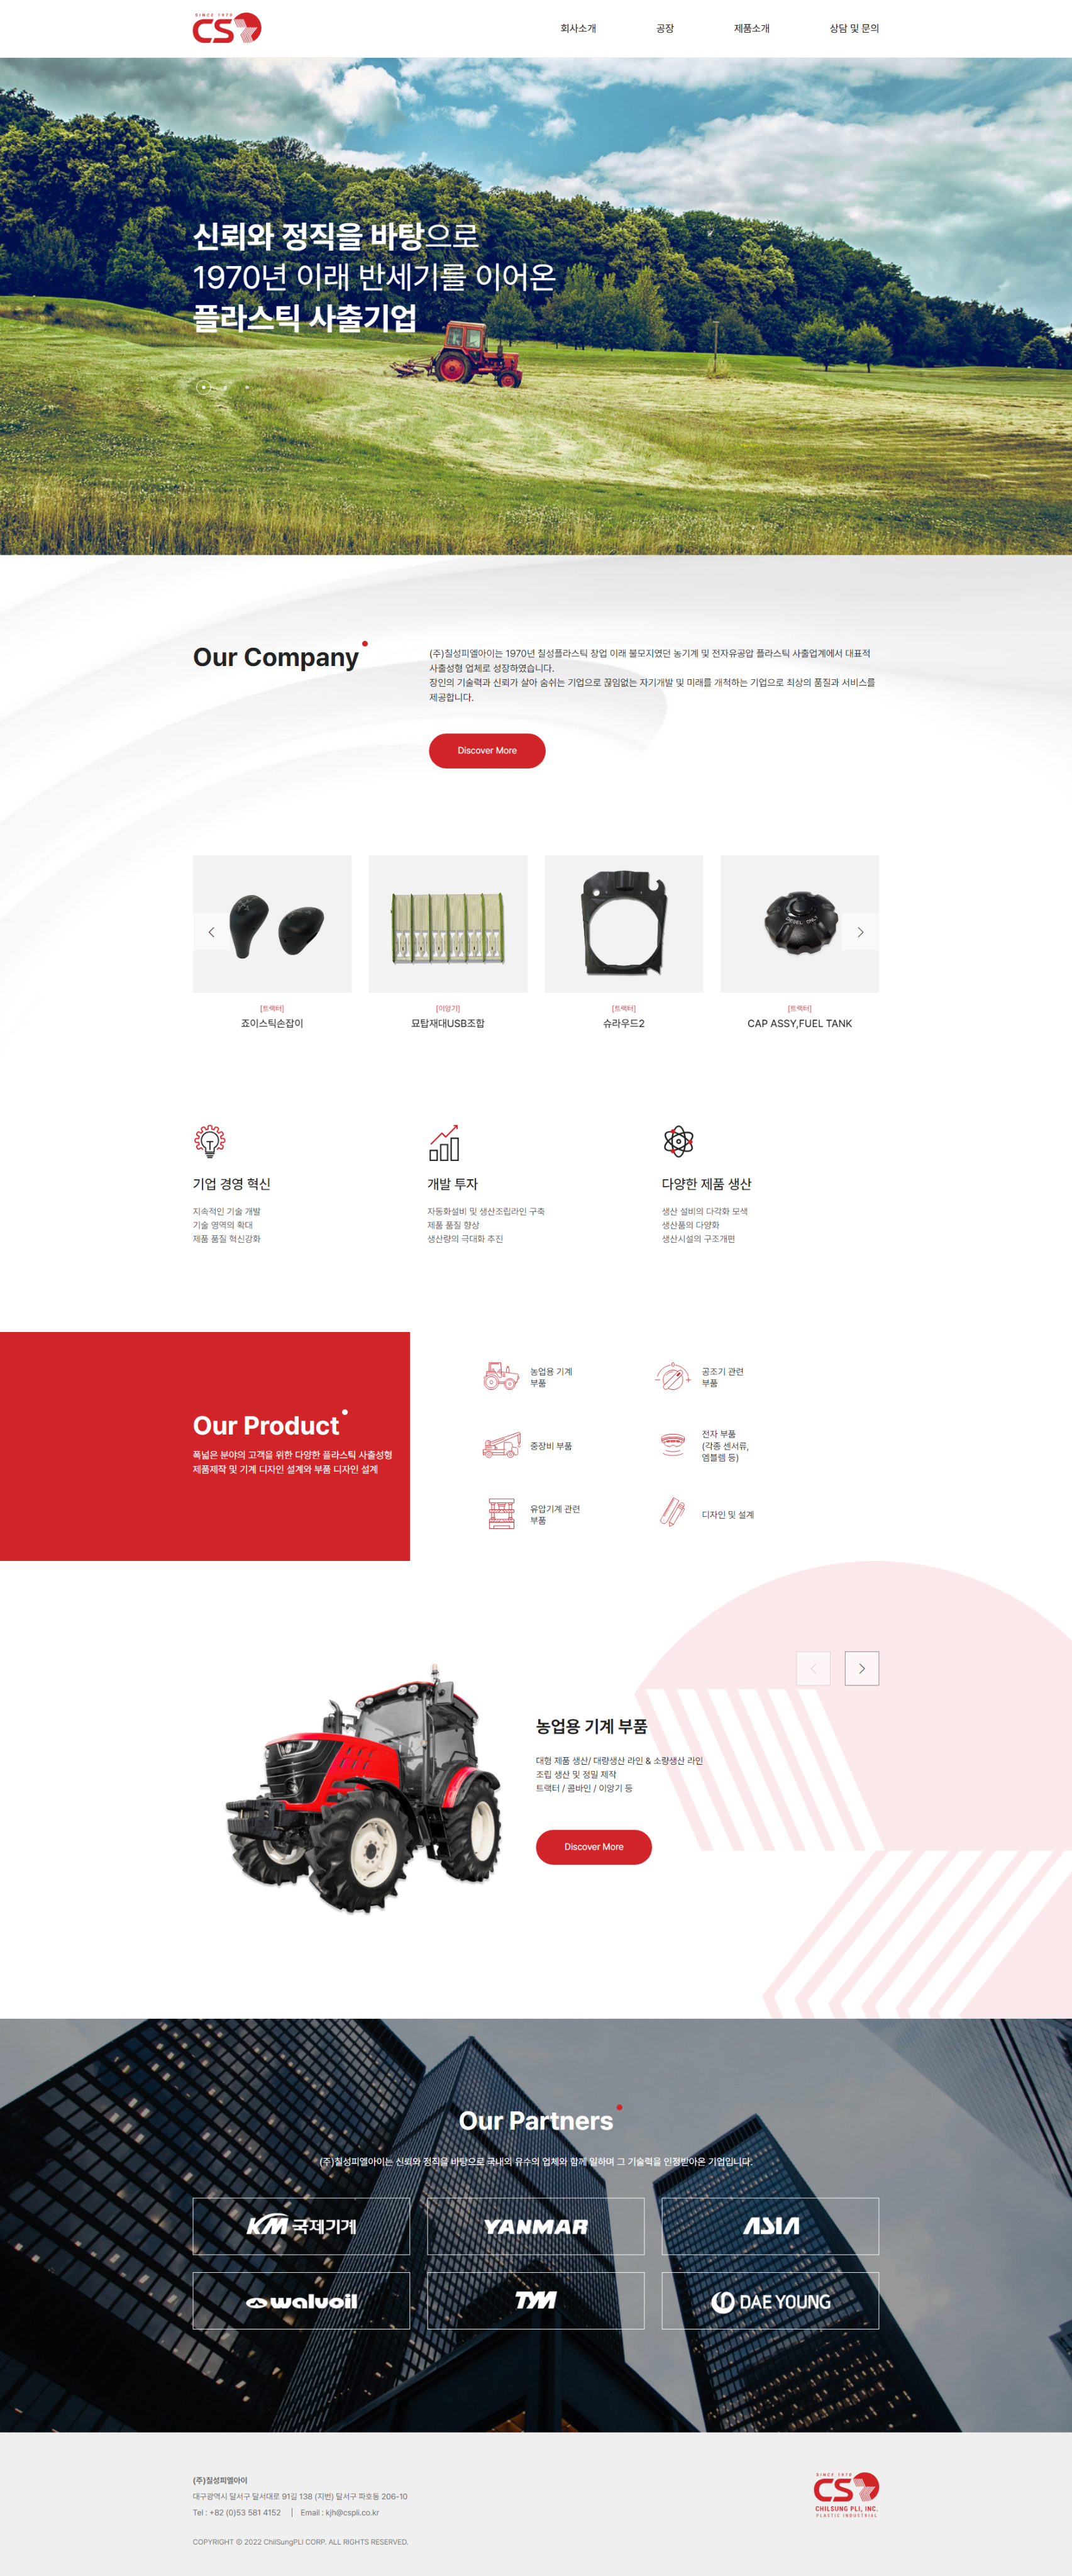 SINCE 1970
CS
회사소개
공장
제품소개
상담 및 문의
신뢰와 정직을 바탕으로
1970년 이래 반세기를 이어온
플라스틱 사출기업
Our Company
(주)칠성피엘아이는 1970년 칠성플라스틱 창업 이래 불모지였던 농기계 및 전자유공압 플라스틱 사출업계에서 대표적
사출성형 업체로 성장하였습니다.
장인의 기술력과 신뢰가 살아 숨쉬는 기업으로 끊임없는 자기개발 및 미래를 개척하는 기업으로 최상의 품질과 서비스를
제공합니다.
Discover More
[트랙터]
죠이스틱손잡이
[이앙기]
묘탑재대USB조합
[트랙터]
슈라우드2
DIESEL ONLY
[트랙터]
CAP ASSY,FUEL TANK
기업 경영 혁신
지속적인 기술 개발
기술 영역의 확대
제품 품질 혁신강화
개발 투자
자동화설비 및 생산조립라인 구축
제품 품질 향상
생산량의 극대화 추진
다양한 제품 생산
생산 설비의 다각화 모색
생산품의 다양화
생산시설의 구조개편
Our Product
폭넓은 분야의 고객을 위한 다양한 플라스틱 사출성형
제품제작 및 기계 디자인 설계와 부품 디자인 설계
농업용 기계
부품
공조기 관련
부품
중장비 부품
전자 부품
(각종 센서류,
엠블렘 등)
유압기계 관련
부품
디자인 및 설계
농업용 기계 부품
대형 제품 생산/ 대량생산 라인 & 소량생산 라인
조립 생산 및 정밀 제작
트랙터 / 콤바인 / 이앙기 등
Discover More
Our Partners
(주)칠성피엘아이는 신뢰와 정직을 바탕으로 국내외 유수의 업체와 함께 일하며 그 기술력을 인정받아온 기업입니다.
KM 국제기계
YANMAR
ASIA
walvoil
TYM
DAE YOUNG
(주)칠성피엘아이
대구광역시 달서구 달서대로 91길 138 (지번) 달서구 파호동 206-10
Tel : +82 (0)53 581 4152 | Email : kjh@cspli.co.kr
COPYRIGHT © 2022 ChilSungPLI CORP. ALL RIGHTS RESERVED.
SINCE 1970
CS
CHILSUNG PLI, INC.
PLASTIC INDUSTRIAL